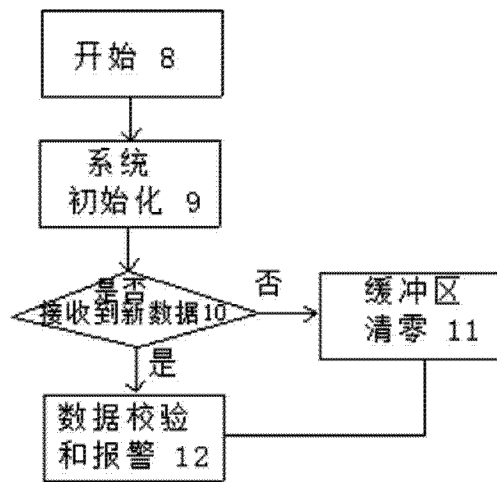 开始 8
系统
初始化 9
是否
接收到新数据10
否
缓冲区
清零 11
是
数据校验
和报警 12